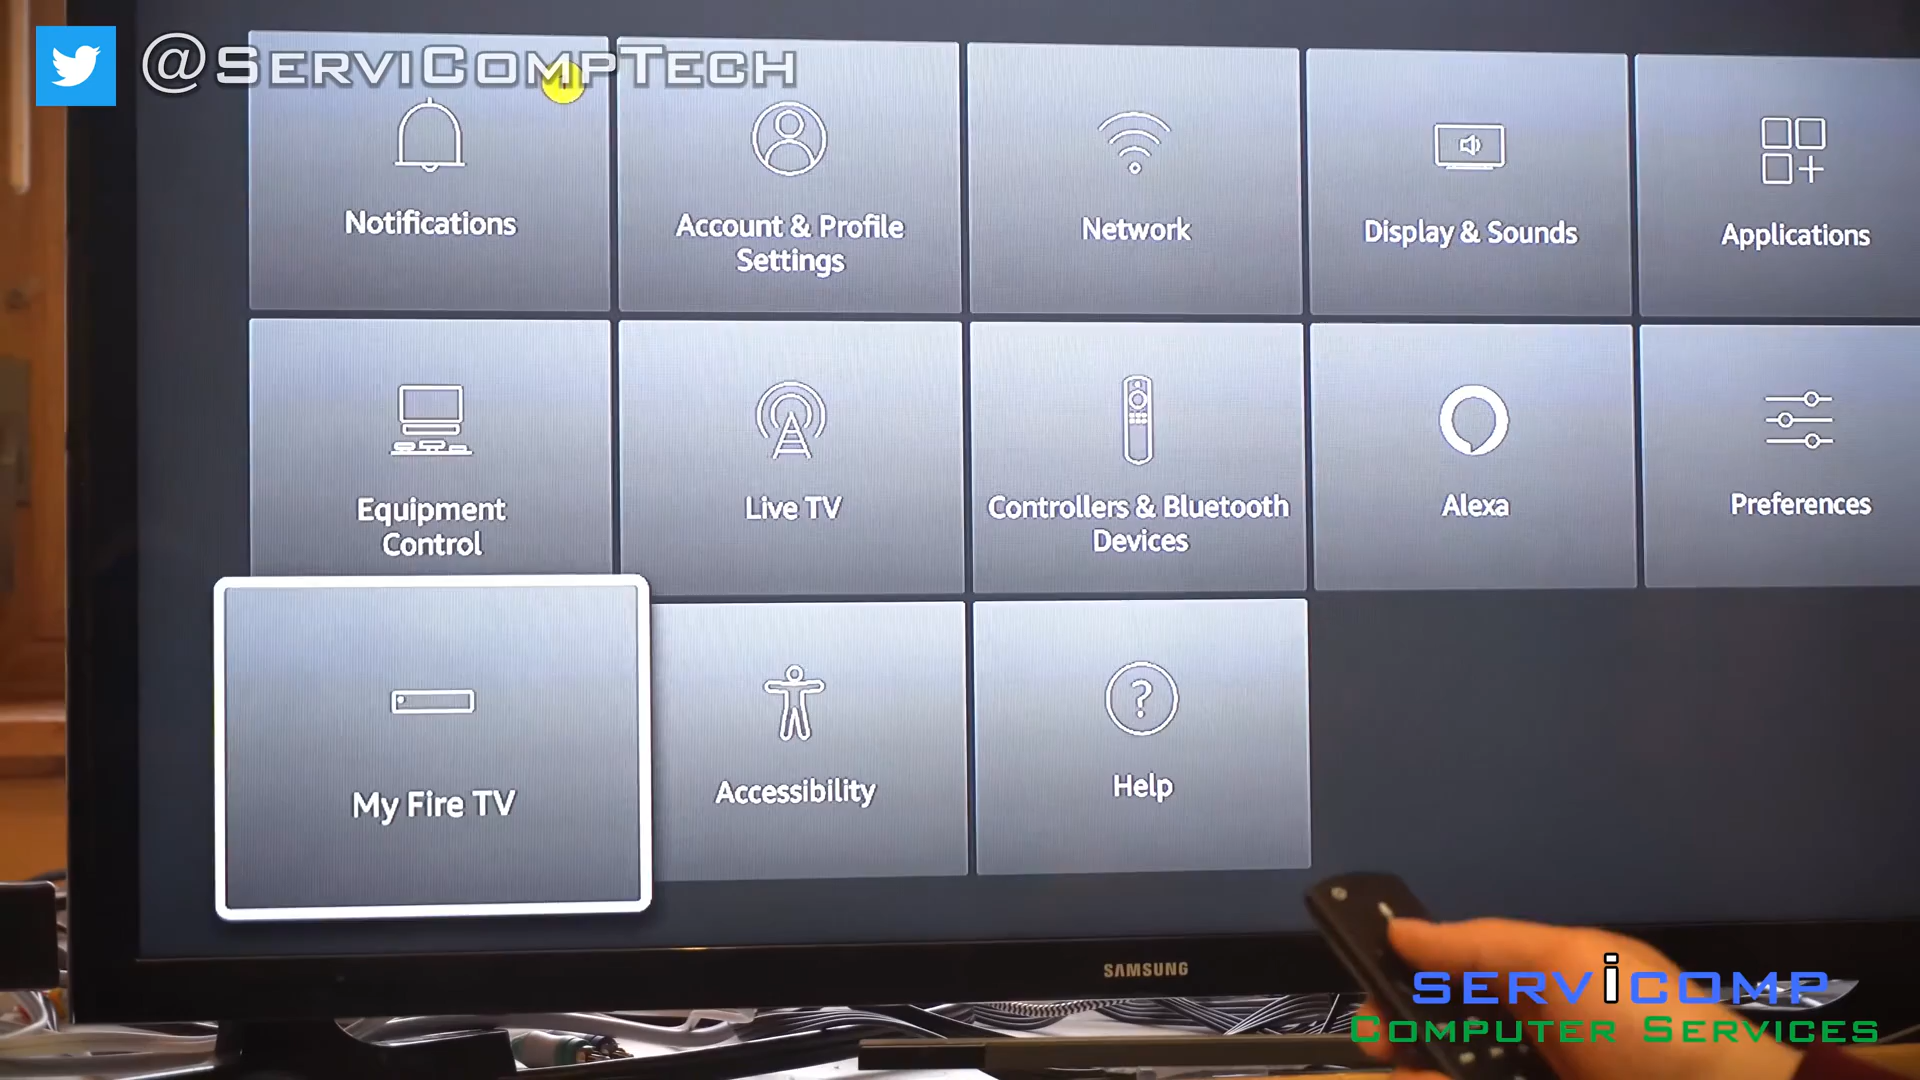 @ServiCompTech
Notifications
Account & Profile
Settings
Network
Display & Sounds
Applications
Equipment
Control
Live TV
Controllers & Bluetooth
Devices
Alexa
Preferences
My Fire TV
Accessibility
?
Help
SAMSUNG
SERViCOMP
COMPUTER SERVICES